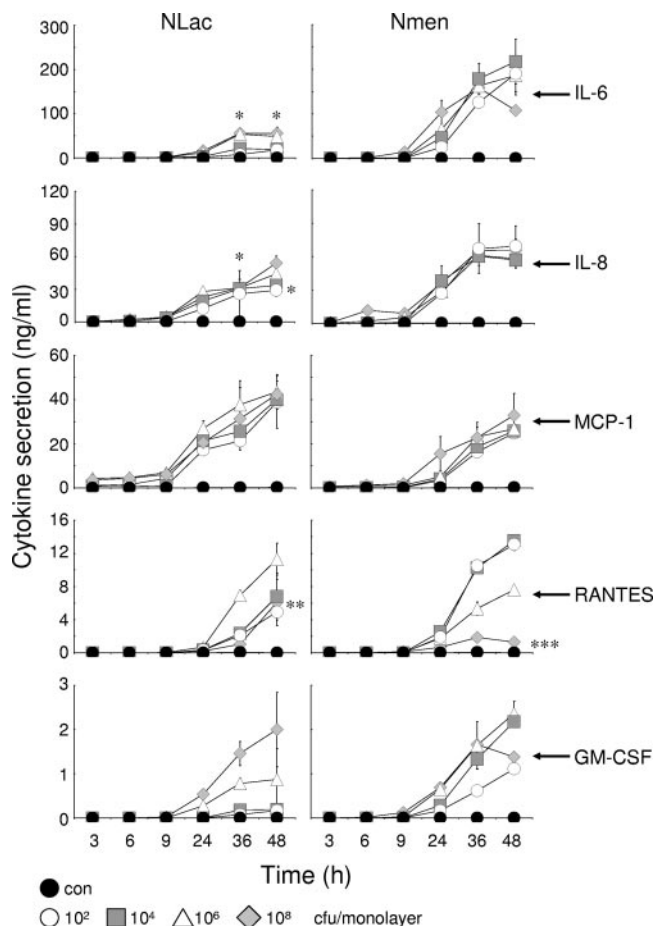 NLac Nmen
Cytokine secretion (ng/ml)
300
200
100
50
0
* *
IL-6
120
90
60
30
0
*
*
IL-8
60
40
20
0
MCP-1
16
12
8
4
0
**
RANTES
***
3
2
1
0
GM-CSF
3 6 9 24 36 48 3 6 9 24 36 48
Time (h)
con
10² 10⁴ 10⁶ 10⁸ cfu/monolayer